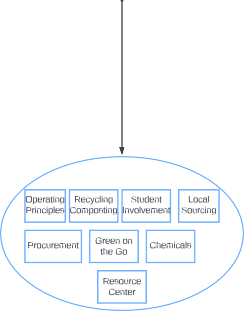 Operating
Principles
Recycling
Composting
Student
Involvement
Local
Sourcing
Procurement
Green on
the Go
Chemicals
Resource
Center